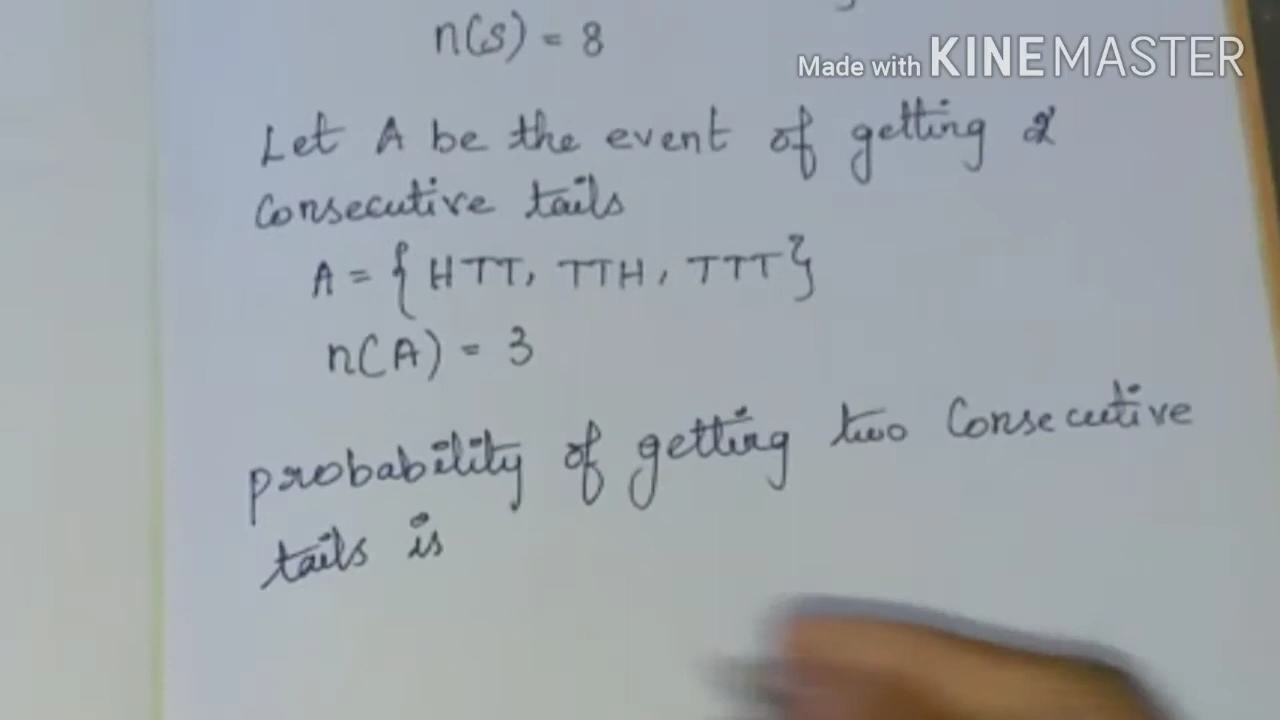 n(s) = 8
Made with KINEMASTER
Let A be the event of getting 2
Consecutive tails
A = { HTT, TTH, TTT}
n(A) = 3
probability of getting two Consecutive
tails is